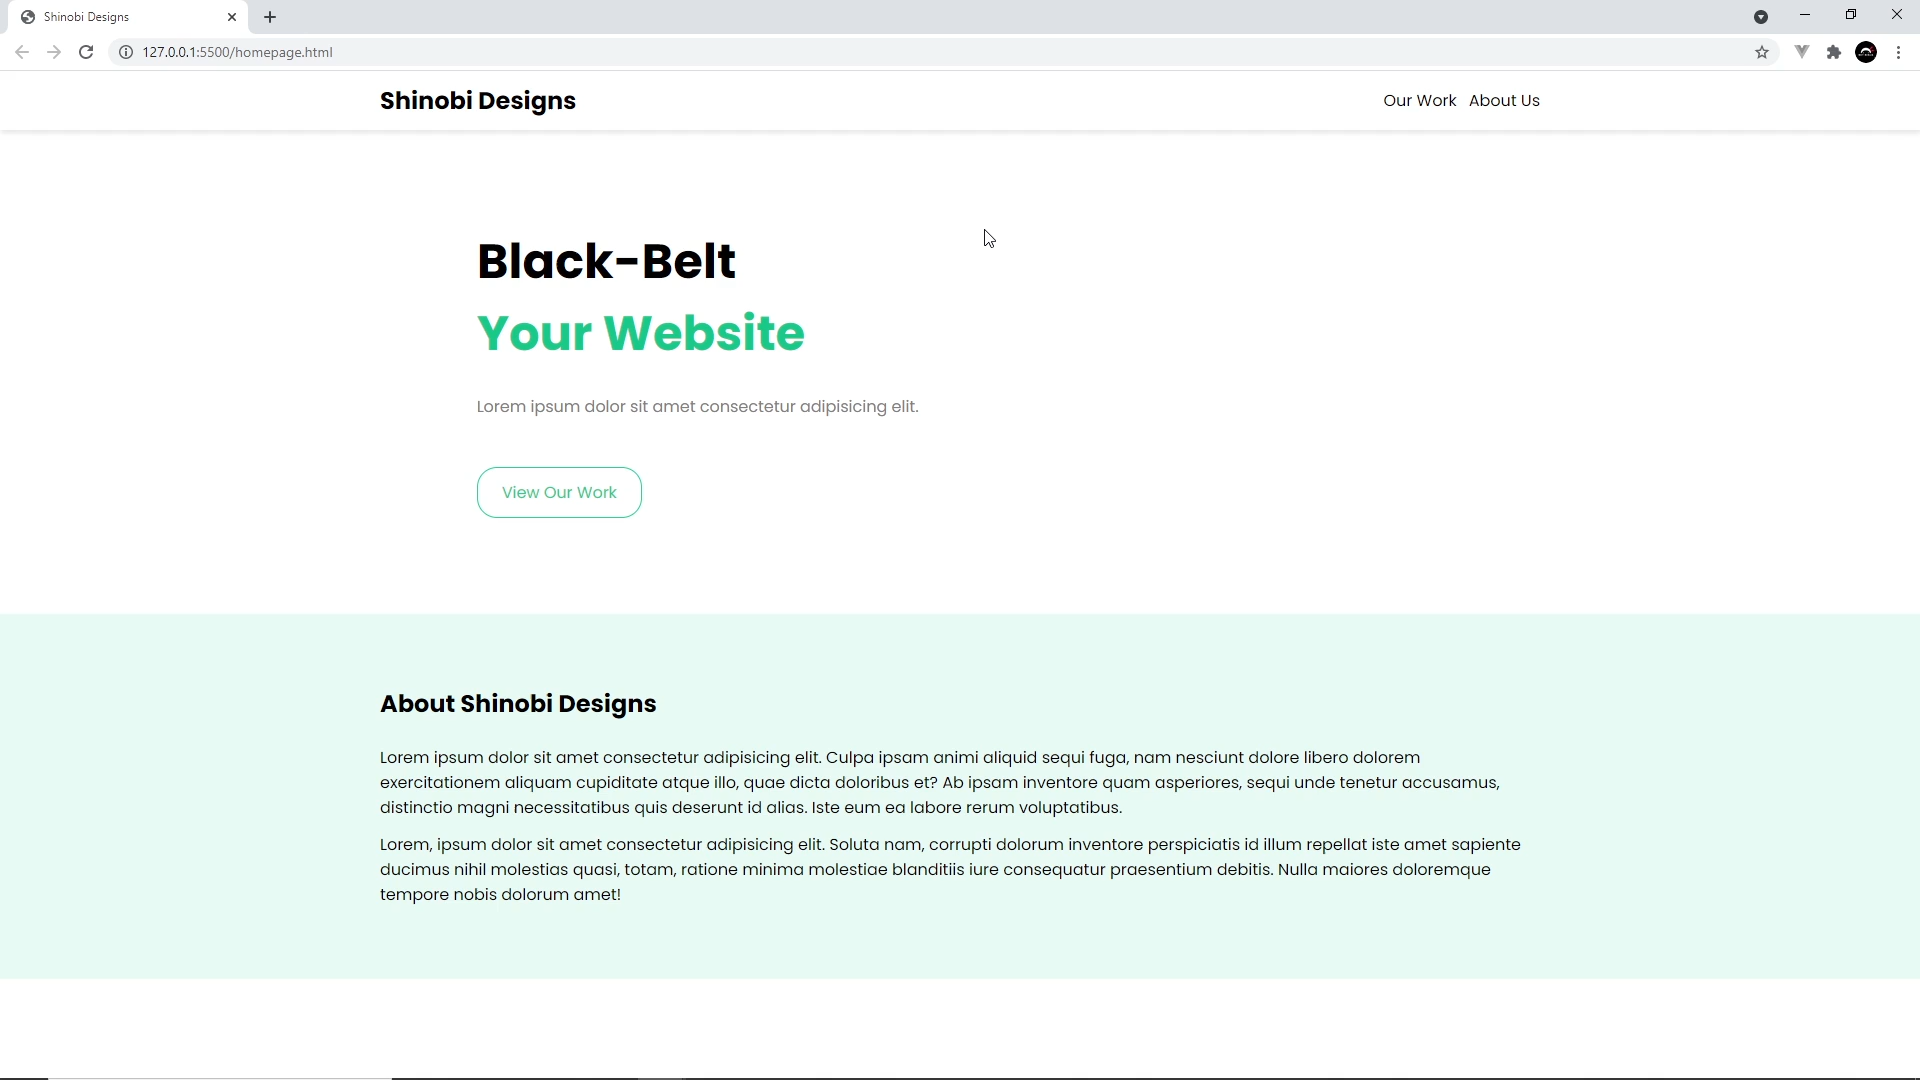 Shinobi Designs
127.0.0.1:5500/homepage.html
Shinobi Designs
Our Work About Us
Black-Belt
Your Website
Lorem ipsum dolor sit amet consectetur adipisicing elit.
View Our Work
About Shinobi Designs
Lorem ipsum dolor sit amet consectetur adipisicing elit. Culpa ipsam animi aliquid sequi fuga, nam nesciunt dolore libero dolorem
exercitationem aliquam cupiditate atque illo, quae dicta doloribus et? Ab ipsam inventore quam asperiores, sequi unde tenetur accusamus,
distinctio magni necessitatibus quis deserunt id alias. Iste eum ea labore rerum voluptatibus.
Lorem, ipsum dolor sit amet consectetur adipisicing elit. Soluta nam, corrupti dolorum inventore perspiciatis id illum repellat iste amet sapiente
ducimus nihil molestias quasi, totam, ratione minima molestiae blanditiis iure consequatur praesentium debitis. Nulla maiores doloremque
tempore nobis dolorum amet!